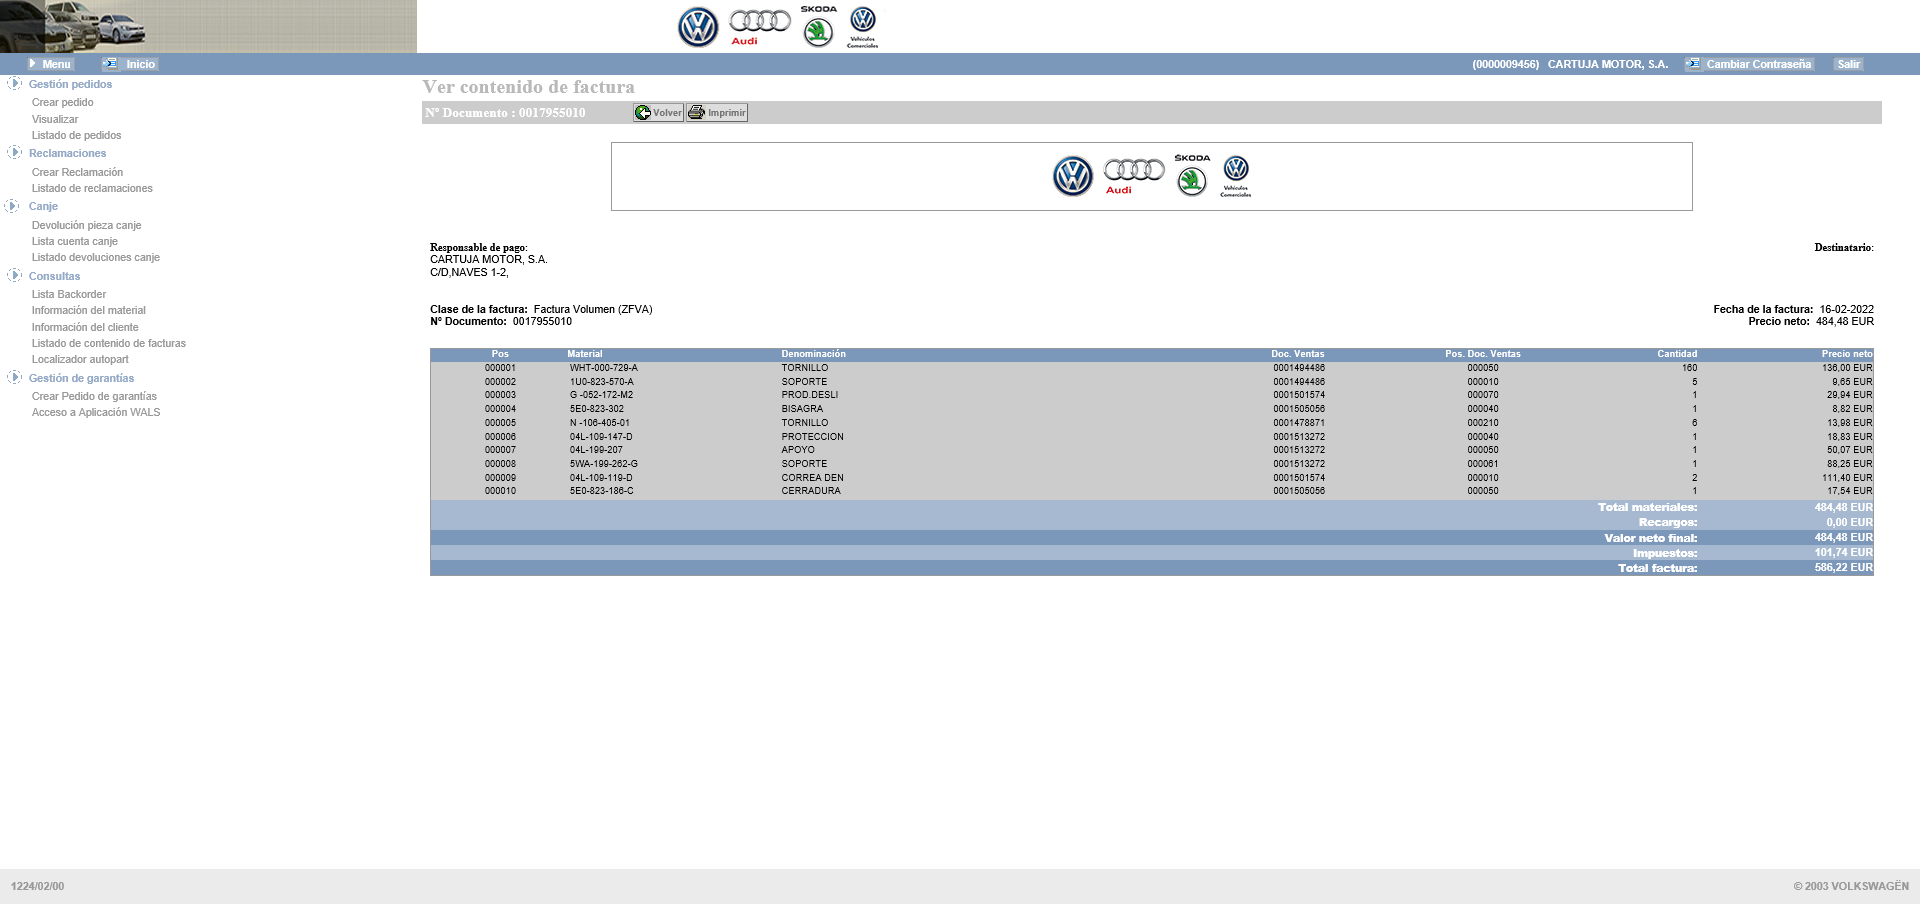 Audi
ŠKODA
Vehículos
Comerciales
Menu Inicio (0000009456) CARTUJA MOTOR, S.A. Cambiar Contraseña Salir
Gestión pedidos
Crear pedido
Visualizar
Listado de pedidos
Reclamaciones
Crear Reclamación
Listado de reclamaciones
Canje
Devolución pieza canje
Lista cuenta canje
Listado devoluciones canje
Consultas
Lista Backorder
Información del material
Información del cliente
Listado de contenido de facturas
Localizador autopart
Gestión de garantías
Crear Pedido de garantías
Acceso a Aplicación WALS
Ver contenido de factura
Nº Documento : 0017955010 Volver Imprimir
Audi
ŠKODA
Vehículos
Comerciales
Responsable de pago: Destinatario:
CARTUJA MOTOR, S.A.
C/D,NAVES 1-2,
Clase de la factura: Factura Volumen (ZFVA) Fecha de la factura: 16-02-2022
Nº Documento: 0017955010 Precio neto: 484,48 EUR
Pos Material Denominación Doc. Ventas Pos. Doc. Ventas Cantidad Precio neto
000001 WHT-000-729-A TORNILLO 0001494486 000050 160 136,00 EUR
000002 1U0-823-570-A SOPORTE 0001494486 000010 5 9,65 EUR
000003 G -052-172-M2 PROD.DESLI 0001501574 000070 1 29,94 EUR
000004 5E0-823-302 BISAGRA 0001505056 000040 1 8,82 EUR
000005 N -106-405-01 TORNILLO 0001478871 000210 6 13,98 EUR
000006 04L-109-147-D PROTECCION 0001513272 000040 1 18,83 EUR
000007 04L-199-207 APOYO 0001513272 000050 1 50,07 EUR
000008 5WA-199-262-G SOPORTE 0001513272 000061 1 88,25 EUR
000009 04L-109-119-D CORREA DEN 0001501574 000010 2 111,40 EUR
000010 5E0-823-186-C CERRADURA 0001505056 000050 1 17,54 EUR
Total materiales: 484,48 EUR
Recargos: 0,00 EUR
Valor neto final: 484,48 EUR
Impuestos: 101,74 EUR
Total factura: 586,22 EUR
1224/02/00 © 2003 VOLKSWAGËN